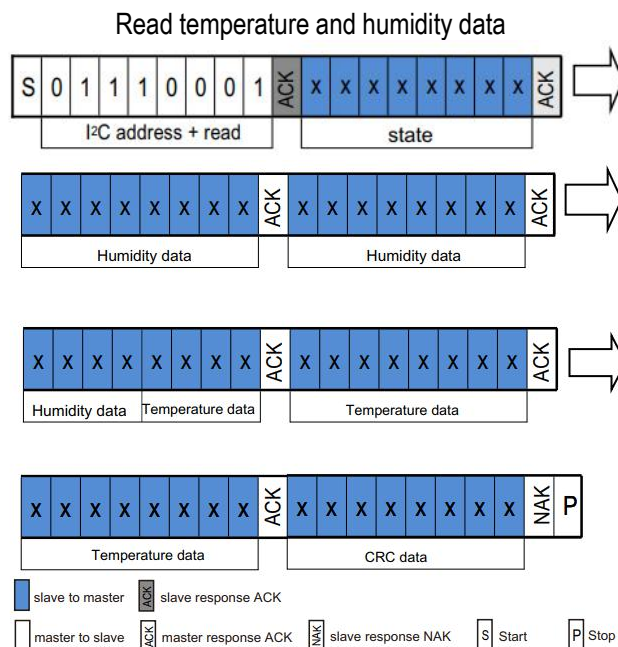 Read temperature and humidity data
S 0 1 1 1 0 0 0 1 ACK X X X X X X X X ACK
I²C address + read state
X X X X X X X X ACK X X X X X X X X ACK
Humidity data Humidity data
X X X X X X X X ACK X X X X X X X X ACK
Humidity data Temperature data Temperature data
X X X X X X X X ACK X X X X X X X X NAK P
Temperature data CRC data
slave to master ACK slave response ACK
master to slave ACK master response ACK NAK slave response NAK S Start P Stop